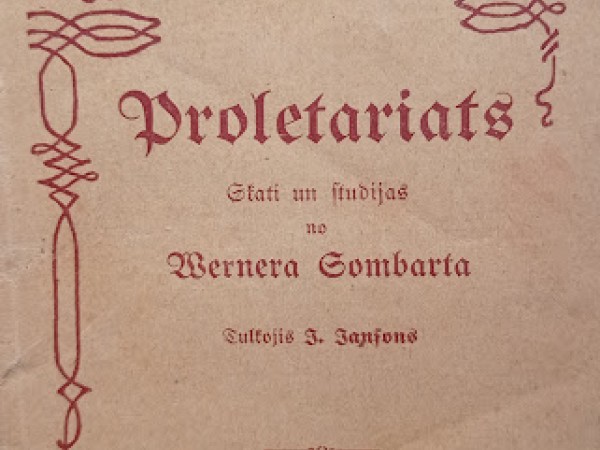 Proletariats
Skati un studijas
no
Wernera Sombarta
Tulkojis J. Jansons